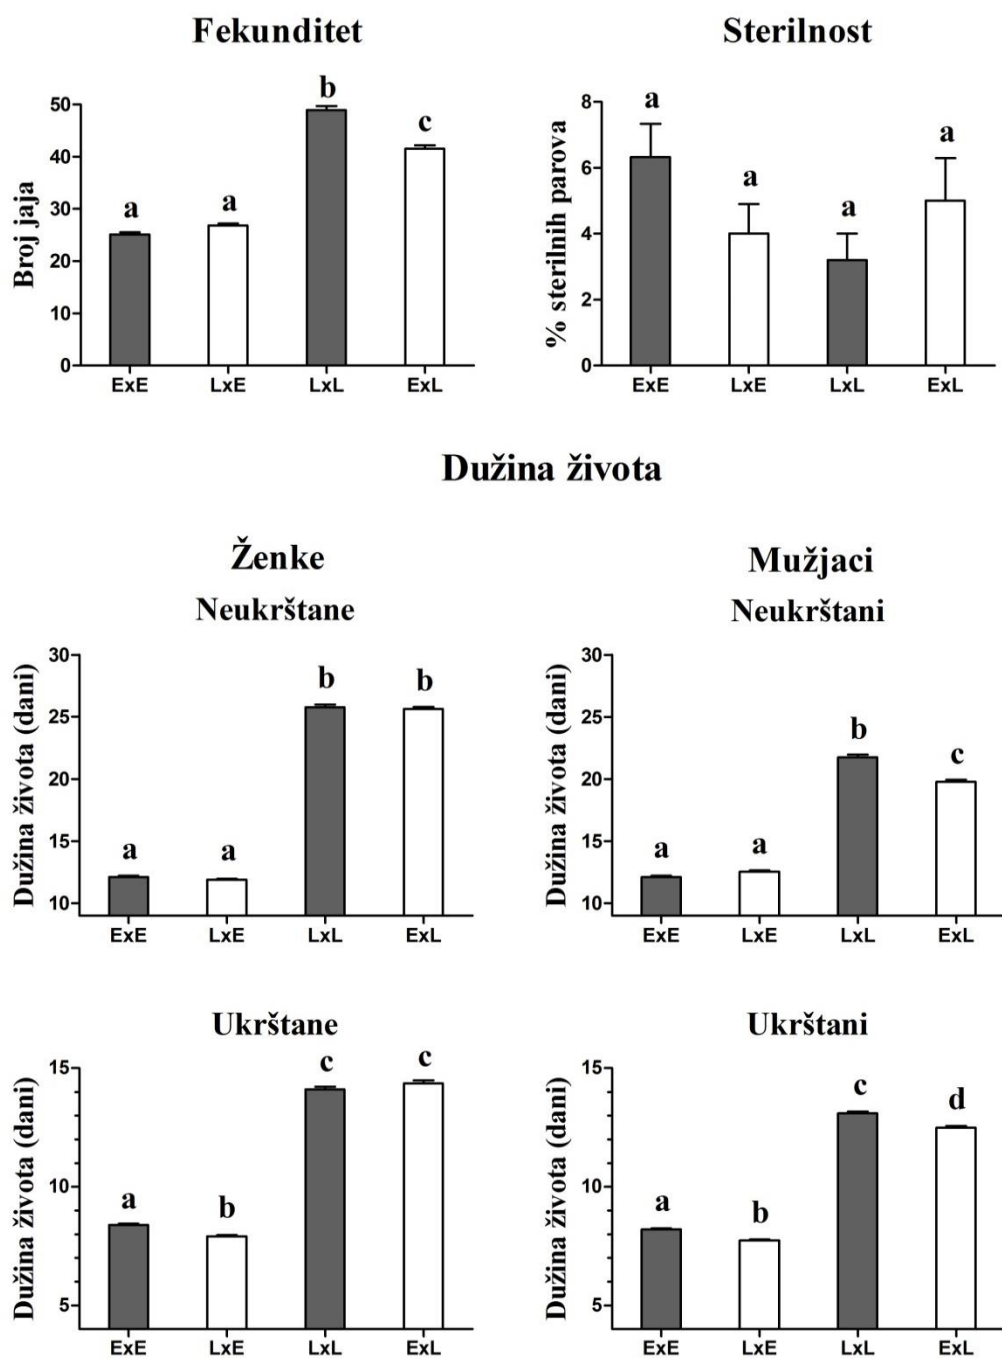 Fekunditet
Broj jaja
50
40
30
20
10
0
a
a
b
c
ExE
LxE
LxL
ExL
Sterilnost
% sterilnih parova
8
6
4
2
0
a
a
a
a
ExE
LxE
LxL
ExL
Dužina života
Ženke
Neukrštane
Dužina života (dani)
30
25
20
15
10
a
a
b
b
ExE
LxE
LxL
ExL
Mužjaci
Neukrštani
Dužina života (dani)
30
25
20
15
10
a
a
b
c
ExE
LxE
LxL
ExL
Ukrštane
Dužina života (dani)
15
10
5
a
b
c
c
ExE
LxE
LxL
ExL
Ukrštani
Dužina života (dani)
15
10
5
a
b
c
d
ExE
LxE
LxL
ExL